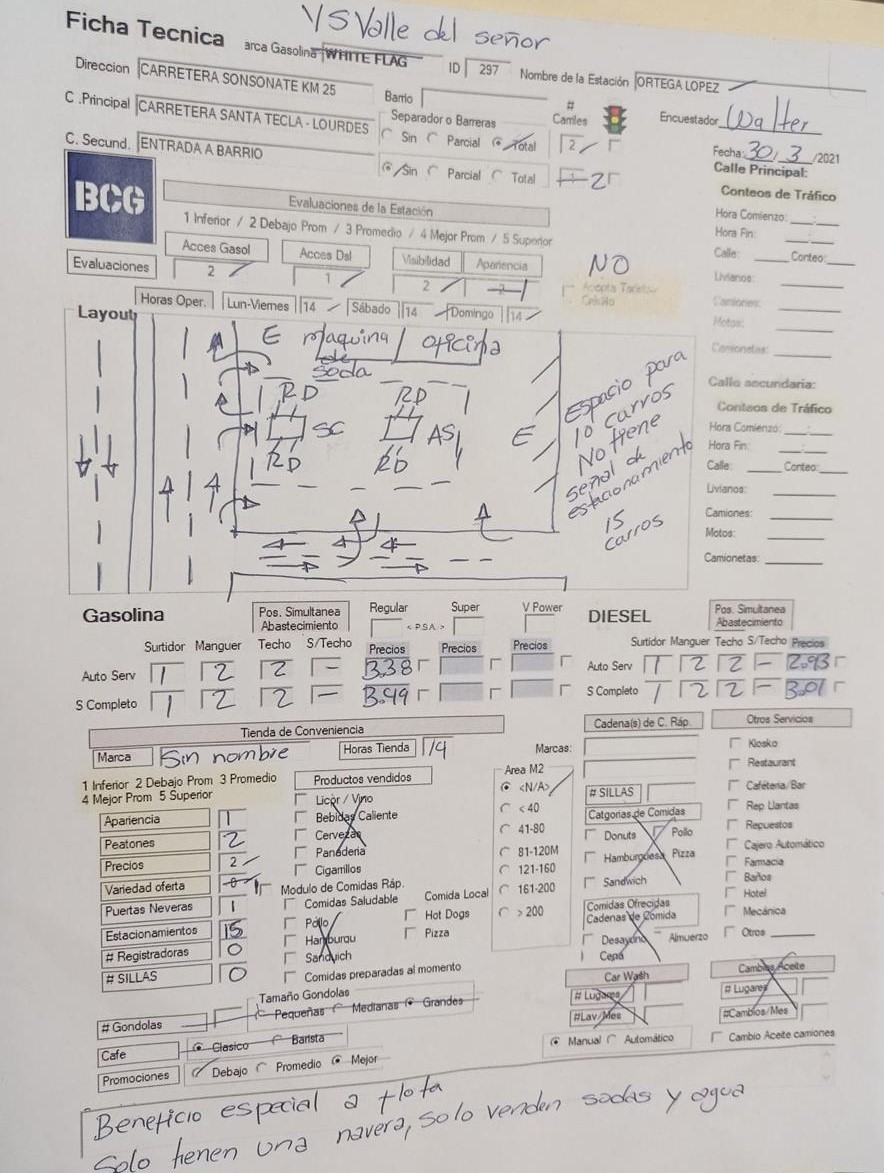 YS Valle del señor
Ficha Tecnica
arca Gasolina WHITE FLAG ID 297 Nombre de la Estación ORTEGA LOPEZ
Direccion CARRETERA SONSONATE KM 25 Barrio
C .Principal CARRETERA SANTA TECLA - LOURDES Separador o Barreras # Carriles Encuestador Walter
Sin Parcial Total 2
C. Secund. ENTRADA A BARRIO Sin Parcial Total 2
Fecha: 30/3/2021
Calle Principal:
BCG
Evaluaciones de la Estación
1 Inferior / 2 Debajo Prom / 3 Promedio / 4 Mejor Prom / 5 Superior
Acces Gasol Acces Dsl Visibilidad Apariencia NO
Evaluaciones 2 1 2
Acepta Tarjetas Crédito
Horas Oper. Lun-Viernes 14 Sábado 14 Domingo 14
Conteos de Tráfico
Hora Comienzo: __:__
Hora Fin: __:__
Calle: Conteo:
Livianos:
Camiones:
Motos:
Camionetas:
Calle secundaria:
Conteos de Tráfico
Hora Comienzo: __:__
Hora Fin: __:__
Calle: Conteo:
Livianos:
Camiones:
Motos:
Camionetas:
Layout
E maquina de soda oficina
RD RD
SC AS E
RD RD
Espacio para
10 carros
No tiene
señal de
estacionamiento
15
carros
Gasolina Pos. Simultanea Abastecimiento Regular Super V Power DIESEL Pos. Simultanea Abastecimiento
< P.S.A. >
Surtidor Manguer Techo S/Techo Precios Precios Precios Surtidor Manguer Techo S/Techo Precios
Auto Serv 1 2 2 - 3.38 Auto Serv 1 2 2 - 2.93
S Completo 1 2 2 - 3.49 S Completo 1 2 2 - 3.01
Tienda de Conveniencia
Marca Sin nombre Horas Tienda 14
1 Inferior 2 Debajo Prom 3 Promedio
4 Mejor Prom 5 Superior
Apariencia 1
Peatones 2
Precios 2
Variedad oferta 1
Puertas Neveras 1
Estacionamientos 15
# Registradoras 0
# SILLAS 0
Productos vendidos
Licor / Vino
Bebidas Caliente
Cervezas
Panaderia
Cigarrillos
Modulo de Comidas Ráp.
Comidas Saludable Comida Local
Pollo Hot Dogs
Hamburgu Pizza
Sandwich
Comidas preparadas al momento
Area M2
<N/A>
< 40
41-80
81-120M
121-160
161-200
> 200
Tamaño Gondolas
# Gondolas Pequeñas Medianas Grandes
Cafe Clasico Barista
Promociones Debajo Promedio Mejor
Cadena(s) de C. Ráp.
Marcas:
# SILLAS
Catgorias de Comidas
Donuts Pollo
Hamburguesa Pizza
Sandwich
Comidas Ofrecidas
Cadenas de Comida
Desayuno Almuerzo
Cena
Otros Servicios
Kiosko
Restaurant
Cafeteria/Bar
Rep Llantas
Repuestos
Cajero Automático
Farmacia
Baños
Hotel
Mecánica
Otros
Car Wash
# Lugares
#Lav/Mes
Manual Automático
Cambios Aceite
# Lugares
#Cambios/Mes
Cambio Aceite camiones
Beneficio especial a flota
Solo tienen una navera, solo venden sodas y agua